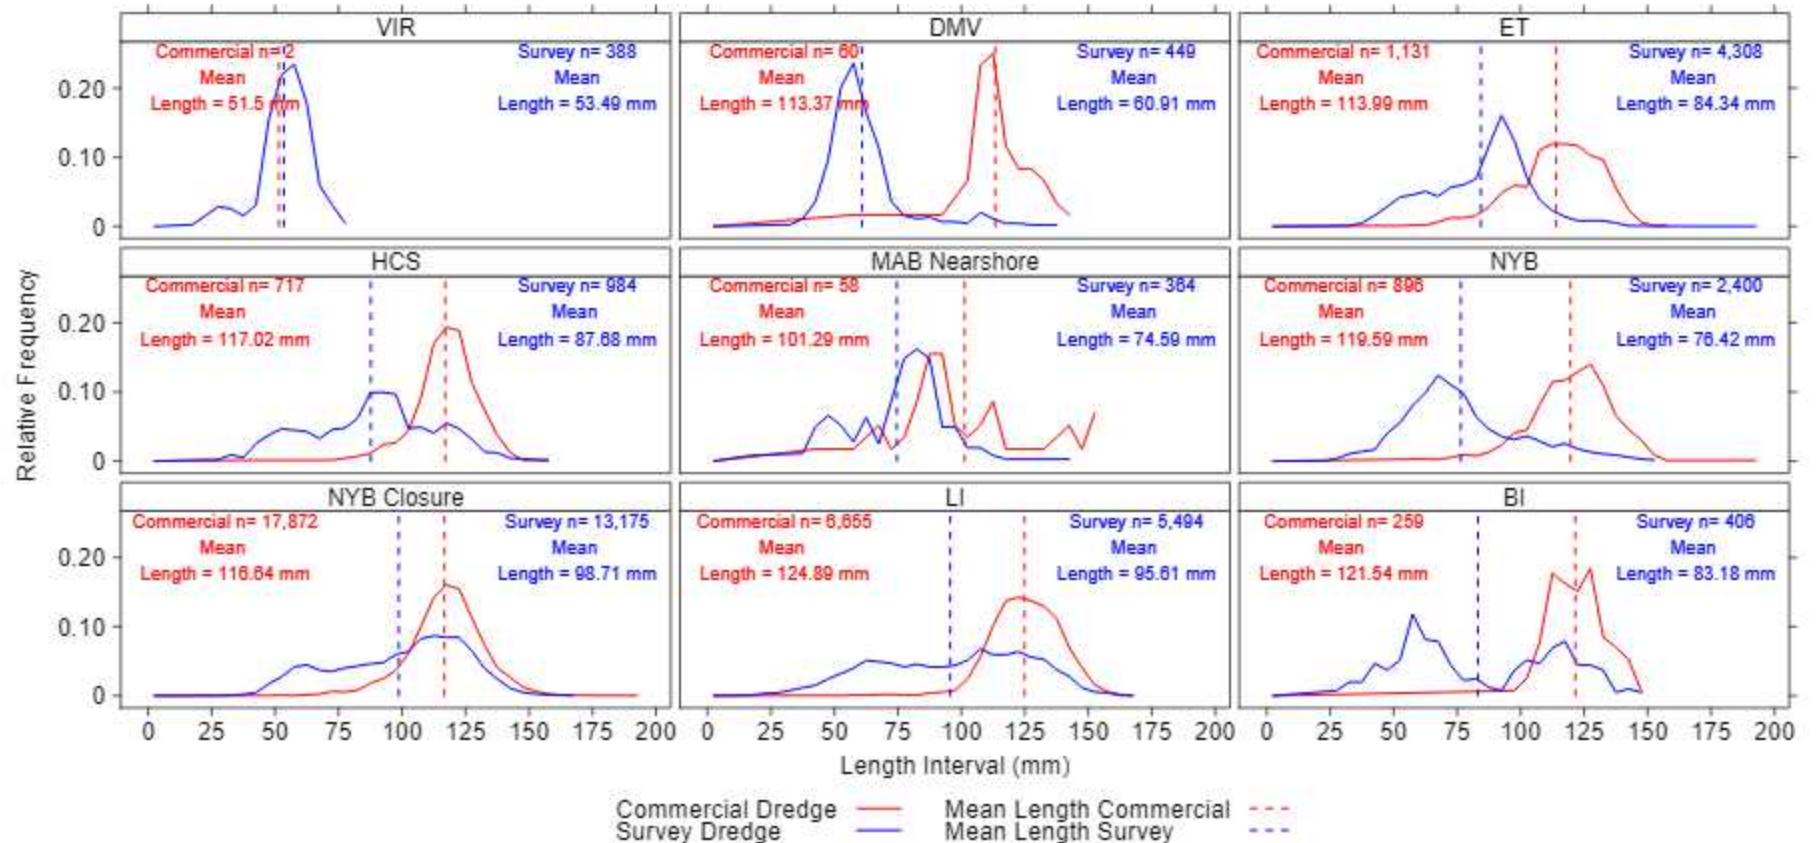 VIR
Commercial n= 2
Mean
Length = 51.5 mm
Survey n= 388
Mean
Length = 53.49 mm
DMV
Commercial n= 60
Mean
Length = 113.37 mm
Survey n= 449
Mean
Length = 60.91 mm
ET
Commercial n= 1,131
Mean
Length = 113.99 mm
Survey n= 4,308
Mean
Length = 84.34 mm
0.20
0.10
0
HCS
Commercial n= 717
Mean
Length = 117.02 mm
Survey n= 984
Mean
Length = 87.68 mm
MAB Nearshore
Commercial n= 58
Mean
Length = 101.29 mm
Survey n= 364
Mean
Length = 74.59 mm
NYB
Commercial n= 896
Mean
Length = 119.59 mm
Survey n= 2,400
Mean
Length = 76.42 mm
0.20
0.10
0
Relative Frequency
NYB Closure
Commercial n= 17,872
Mean
Length = 116.64 mm
Survey n= 13,175
Mean
Length = 98.71 mm
LI
Commercial n= 6,655
Mean
Length = 124.89 mm
Survey n= 5,494
Mean
Length = 95.61 mm
BI
Commercial n= 259
Mean
Length = 121.54 mm
Survey n= 406
Mean
Length = 83.18 mm
0.20
0.10
0
0 25 50 75 100 125 150 175 200
0 25 50 75 100 125 150 175 200
0 25 50 75 100 125 150 175 200
Length Interval (mm)
Commercial Dredge
Mean Length Commercial
Survey Dredge
Mean Length Survey